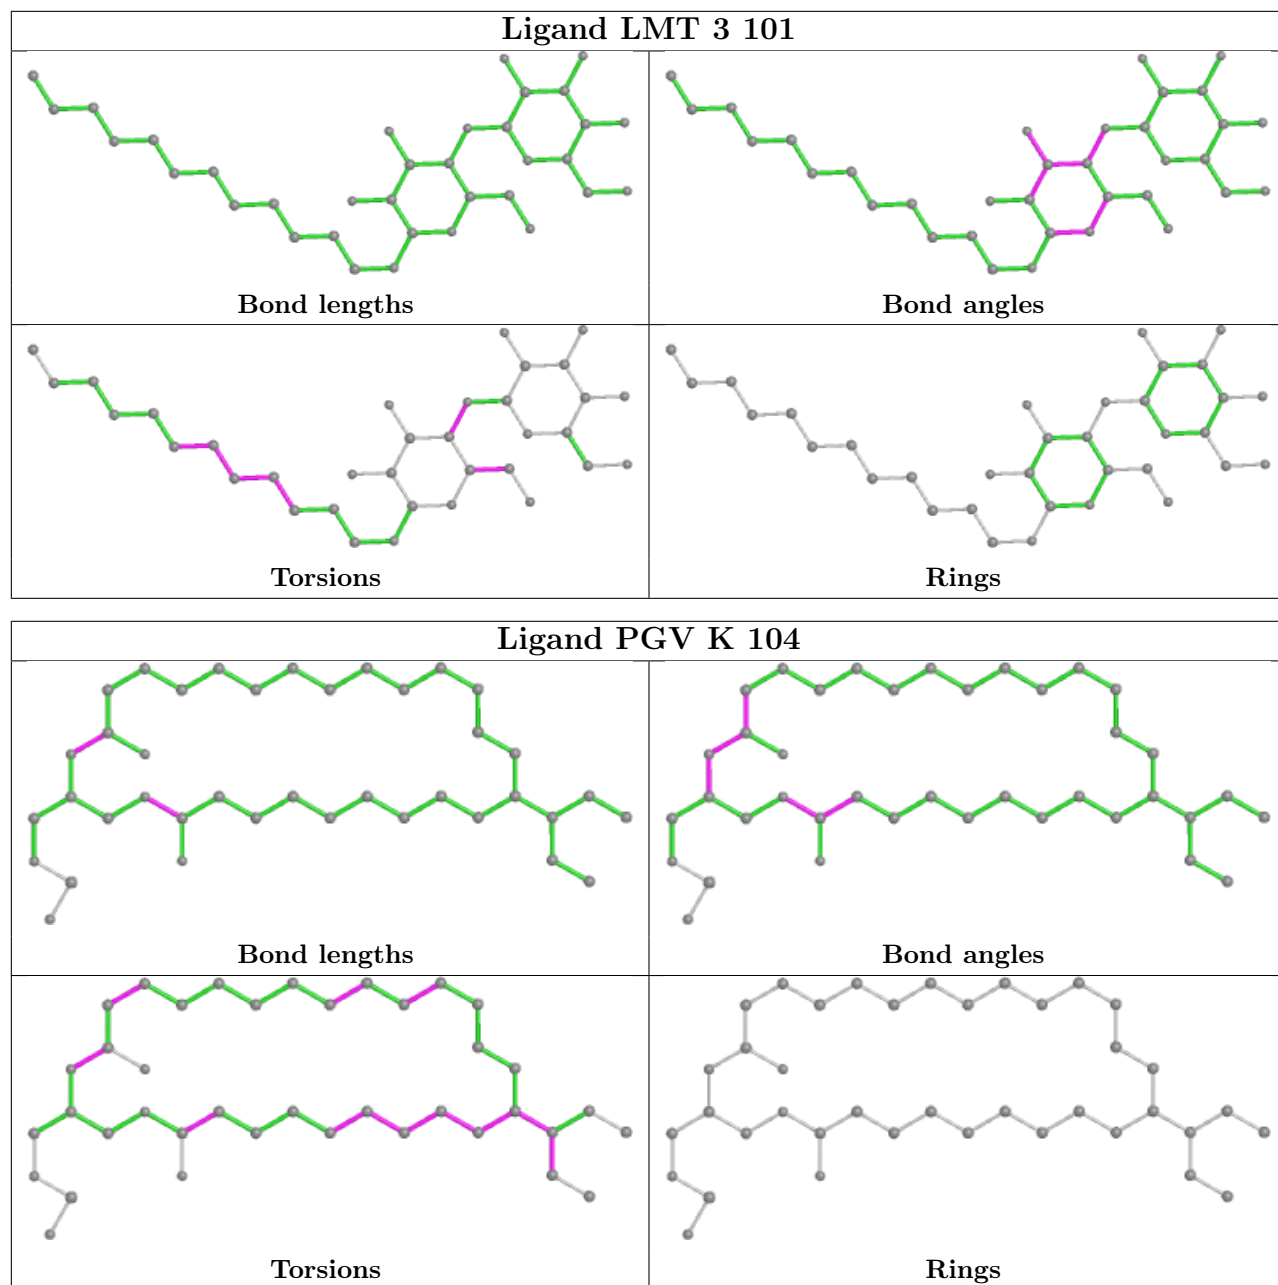 Ligand LMT 3 101
Bond lengths
Bond angles
Torsions
Rings
Ligand PGV K 104
Bond lengths
Bond angles
Torsions
Rings